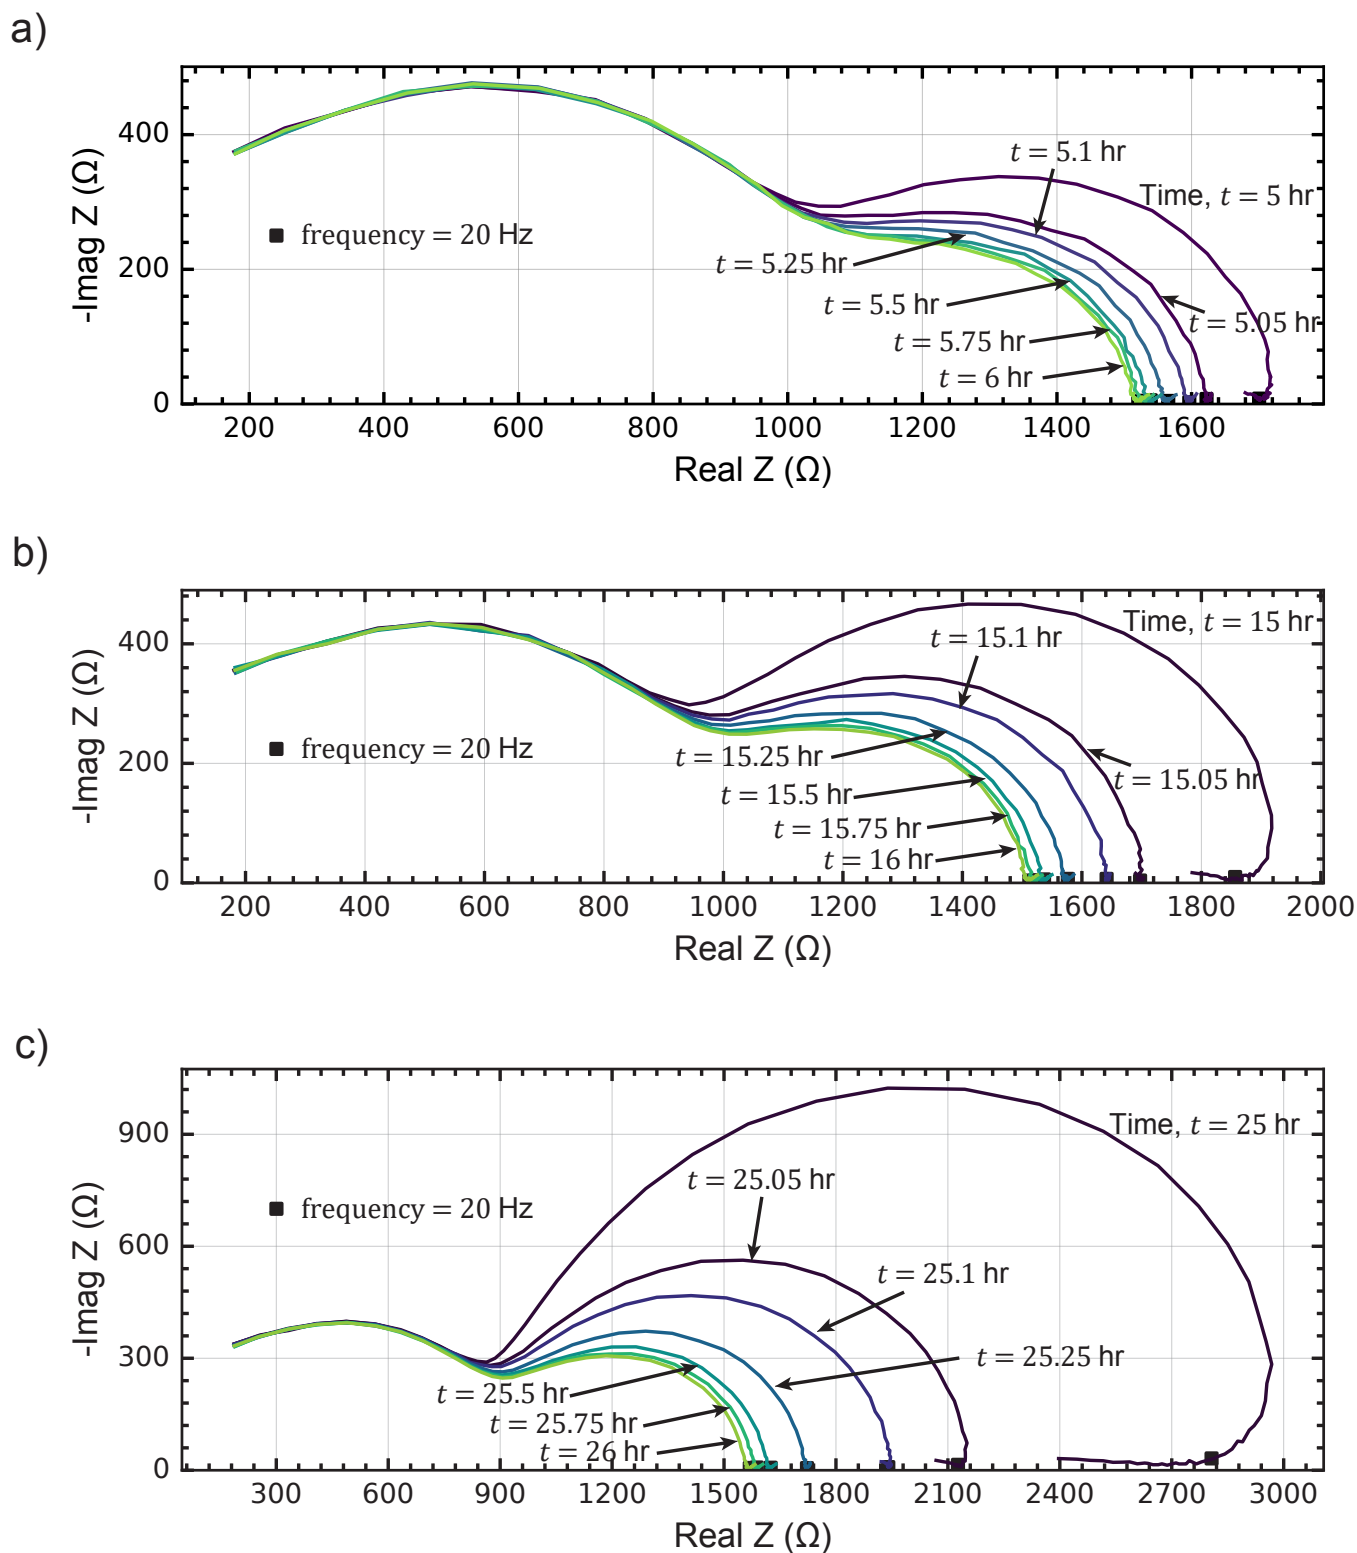 a)
-Imag Z (Ω)
400
200
0
t = 5.1 hr
Time, t = 5 hr
frequency = 20 Hz
t = 5.25 hr
t = 5.5 hr
t = 5.05 hr
t = 5.75 hr
t = 6 hr
200 400 600 800 1000 1200 1400 1600
Real Z (Ω)
b)
-Imag Z (Ω)
400
200
0
Time, t = 15 hr
t = 15.1 hr
frequency = 20 Hz
t = 15.25 hr
t = 15.05 hr
t = 15.5 hr
t = 15.75 hr
t = 16 hr
200 400 600 800 1000 1200 1400 1600 1800 2000
Real Z (Ω)
c)
-Imag Z (Ω)
900
600
300
0
Time, t = 25 hr
t = 25.05 hr
frequency = 20 Hz
t = 25.1 hr
t = 25.25 hr
t = 25.5 hr
t = 25.75 hr
t = 26 hr
300 600 900 1200 1500 1800 2100 2400 2700 3000
Real Z (Ω)